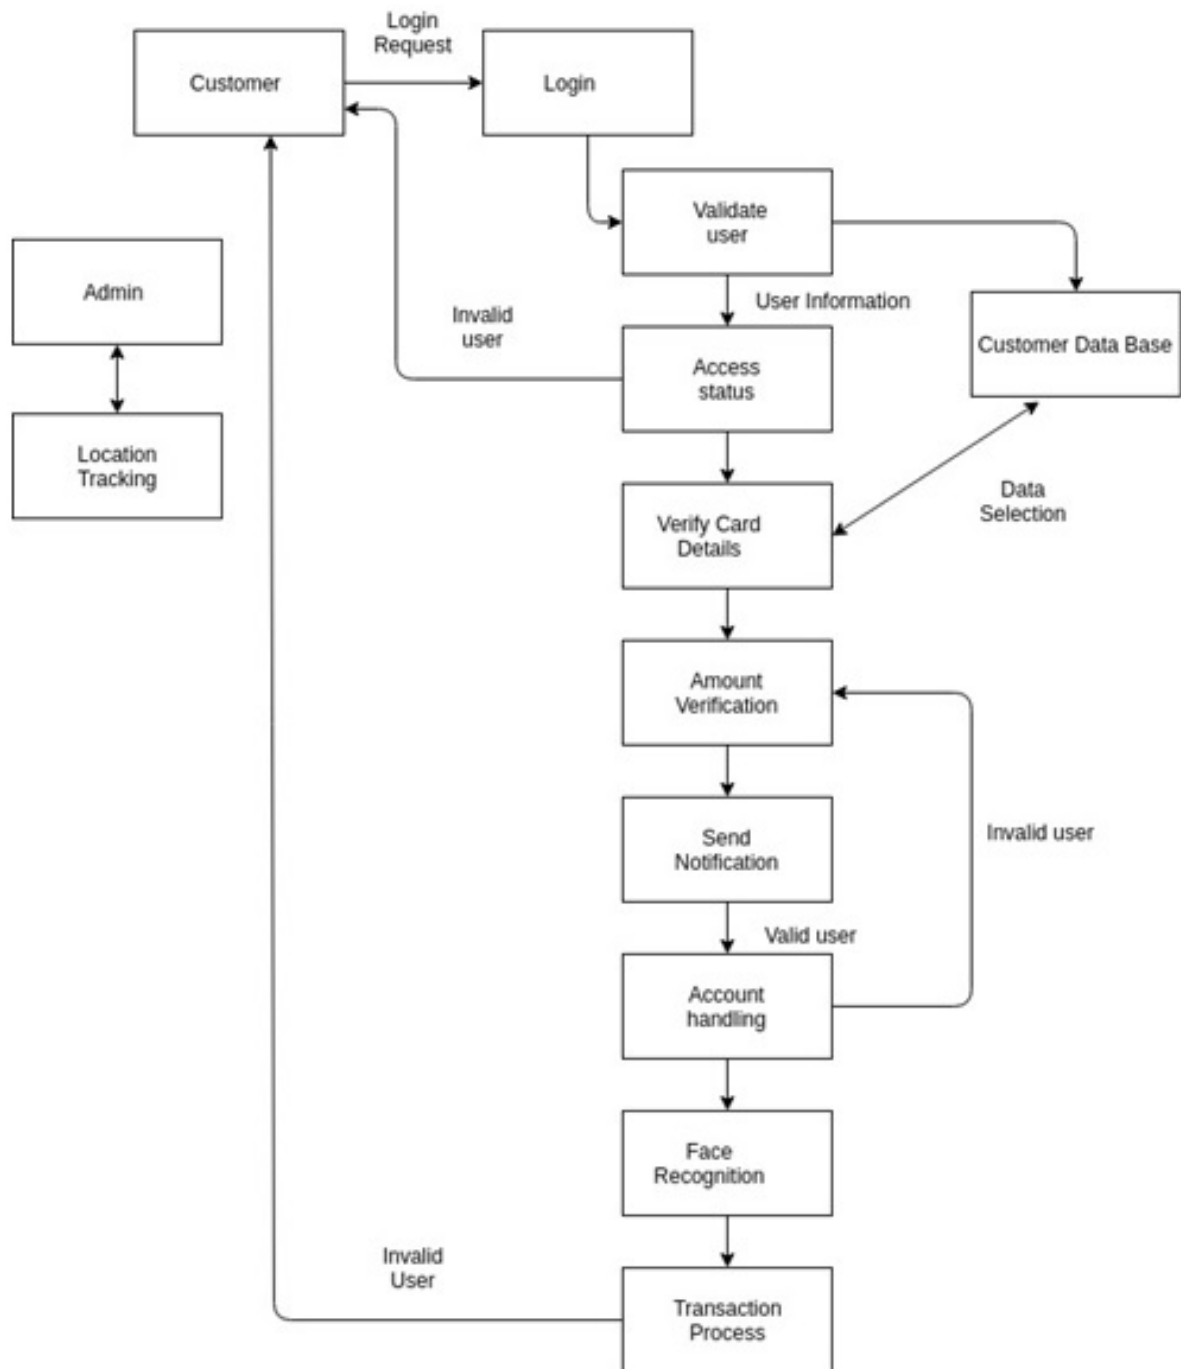 Login
Request
Customer
Login
Validate
user
Admin
User Information
Invalid
user
Customer Data Base
Access
status
Location
Tracking
Data
Selection
Verify Card
Details
Amount
Verification
Send
Notification
Invalid user
Valid user
Account
handling
Face
Recognition
Invalid
User
Transaction
Process